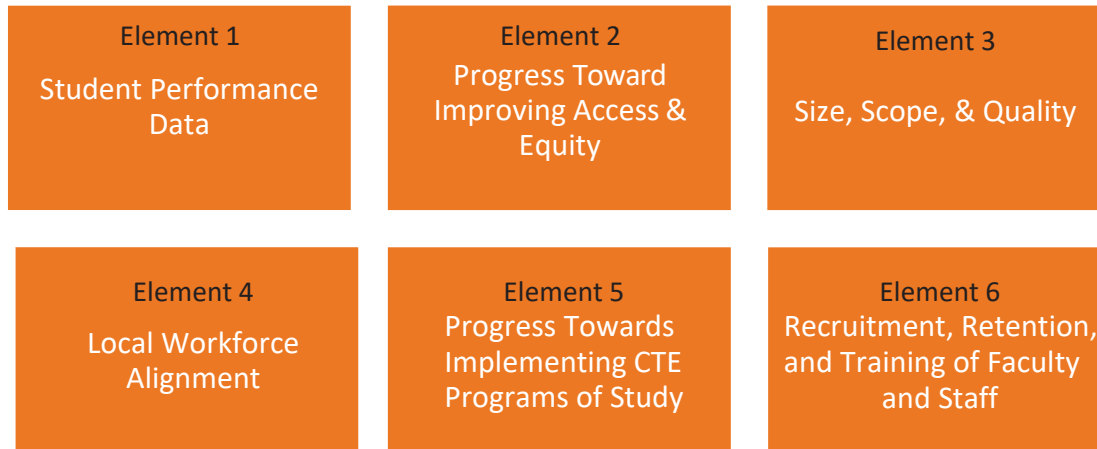 Element 1
Student Performance
Data
Element 2
Progress Toward
Improving Access &
Equity
Element 3
Size, Scope, & Quality
Element 4
Local Workforce
Alignment
Element 5
Progress Towards
Implementing CTE
Programs of Study
Element 6
Recruitment, Retention,
and Training of Faculty
and Staff